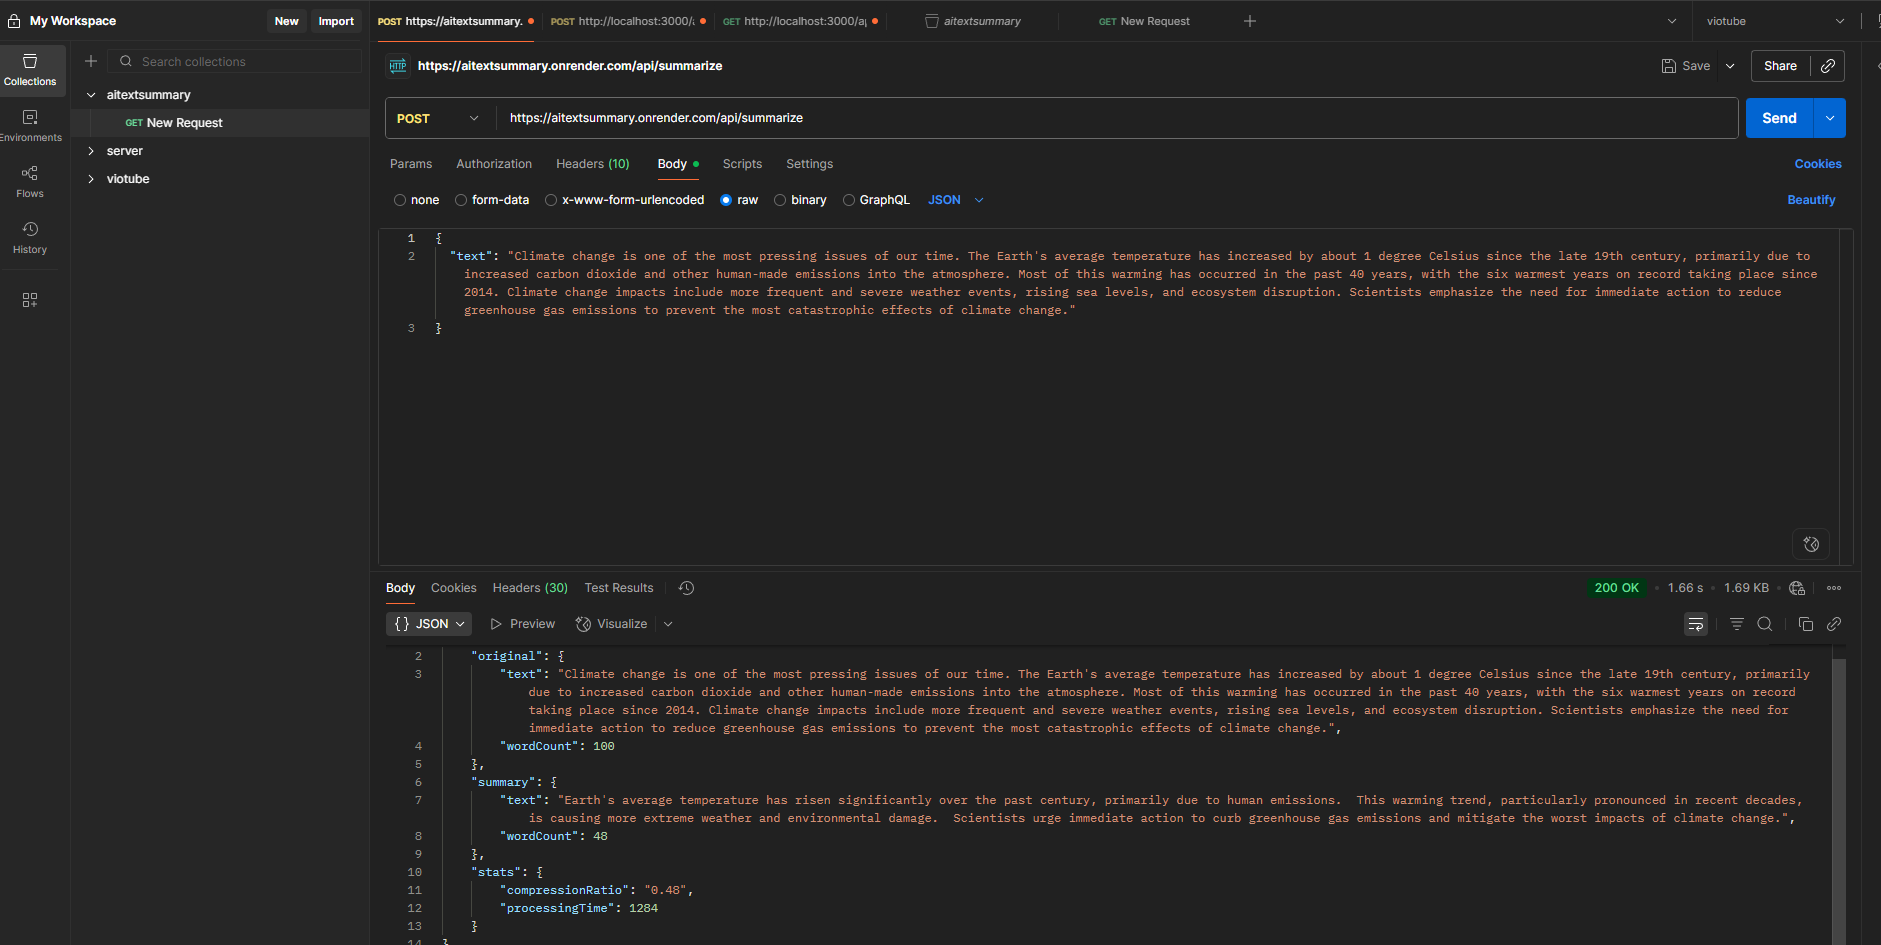 My Workspace
New
Import
POST https://aitextsummary.
POST http://localhost:3000/a
GET http://localhost:3000/a
aitextsummary
GET New Request
viotube
Collections
Environments
Flows
History
Search collections
aitextsummary
GET New Request
server
viotube
HTTP
https://aitextsummary.onrender.com/api/summarize
Save
Share
POST
https://aitextsummary.onrender.com/api/summarize
Send
Params
Authorization
Headers (10)
Body
Scripts
Settings
Cookies
none
form-data
x-www-form-urlencoded
raw
binary
GraphQL
JSON
Beautify
1 {
2 "text": "Climate change is one of the most pressing issues of our time. The Earth's average temperature has increased by about 1 degree Celsius since the late 19th century, primarily due to
increased carbon dioxide and other human-made emissions into the atmosphere. Most of this warming has occurred in the past 40 years, with the six warmest years on record taking place since
2014. Climate change impacts include more frequent and severe weather events, rising sea levels, and ecosystem disruption. Scientists emphasize the need for immediate action to reduce
greenhouse gas emissions to prevent the most catastrophic effects of climate change."
3 }
Body
Cookies
Headers (30)
Test Results
200 OK
1.66 s
1.69 KB
{} JSON
Preview
Visualize
2 "original": {
3 "text": "Climate change is one of the most pressing issues of our time. The Earth's average temperature has increased by about 1 degree Celsius since the late 19th century, primarily
due to increased carbon dioxide and other human-made emissions into the atmosphere. Most of this warming has occurred in the past 40 years, with the six warmest years on record
taking place since 2014. Climate change impacts include more frequent and severe weather events, rising sea levels, and ecosystem disruption. Scientists emphasize the need for
immediate action to reduce greenhouse gas emissions to prevent the most catastrophic effects of climate change.",
4 "wordCount": 100
5 },
6 "summary": {
7 "text": "Earth's average temperature has risen significantly over the past century, primarily due to human emissions.  This warming trend, particularly pronounced in recent decades,
is causing more extreme weather and environmental damage.  Scientists urge immediate action to curb greenhouse gas emissions and mitigate the worst impacts of climate change.",
8 "wordCount": 48
9 },
10 "stats": {
11 "compressionRatio": "0.48",
12 "processingTime": 1284
13 }
14 }